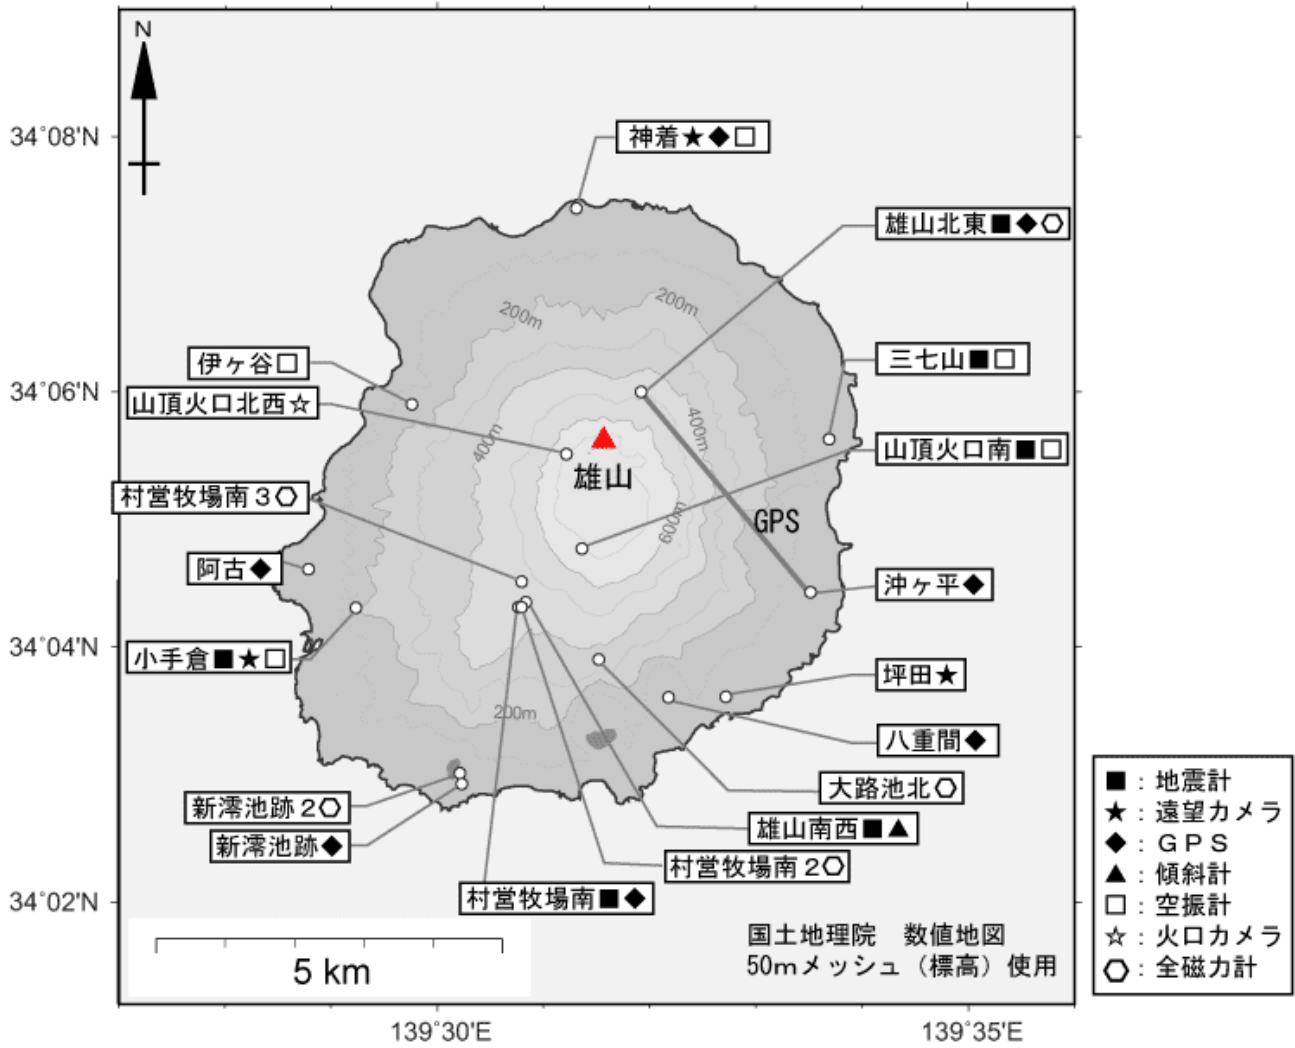 N
34°08'N
神着★◆□
雄山北東■◆⬡
200m
200m
伊ヶ谷□
三七山■□
34°06'N
山頂火口北西☆
400m
400m
山頂火口南■□
雄山
村営牧場南3⬡
600m
GPS
阿古◆
沖ヶ平◆
34°04'N
小手倉■★□
坪田★
200m
八重間◆
大路池北⬡
新澪池跡2⬡
雄山南西■▲
新澪池跡◆
村営牧場南2⬡
村営牧場南■◆
34°02'N
国土地理院　数値地図
50mメッシュ（標高）使用
5 km
139°30'E
139°35'E
■：地震計
★：遠望カメラ
◆：GPS
▲：傾斜計
□：空振計
☆：火口カメラ
⬡：全磁力計